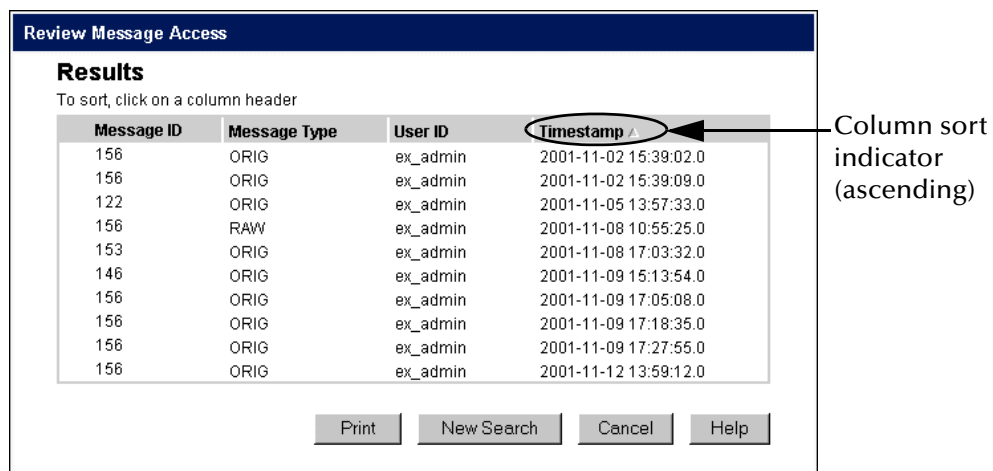 Review Message Access
Results
To sort, click on a column header
Message ID Message Type User ID Timestamp
156 ORIG ex_admin 2001-11-02 15:39:02.0
156 ORIG ex_admin 2001-11-02 15:39:09.0
122 ORIG ex_admin 2001-11-05 13:57:33.0
156 RAW ex_admin 2001-11-08 10:55:25.0
153 ORIG ex_admin 2001-11-08 17:03:32.0
146 ORIG ex_admin 2001-11-09 15:13:54.0
156 ORIG ex_admin 2001-11-09 17:05:08.0
156 ORIG ex_admin 2001-11-09 17:18:35.0
156 ORIG ex_admin 2001-11-09 17:27:55.0
156 ORIG ex_admin 2001-11-12 13:59:12.0
Print New Search Cancel Help
Column sort
indicator
(ascending)